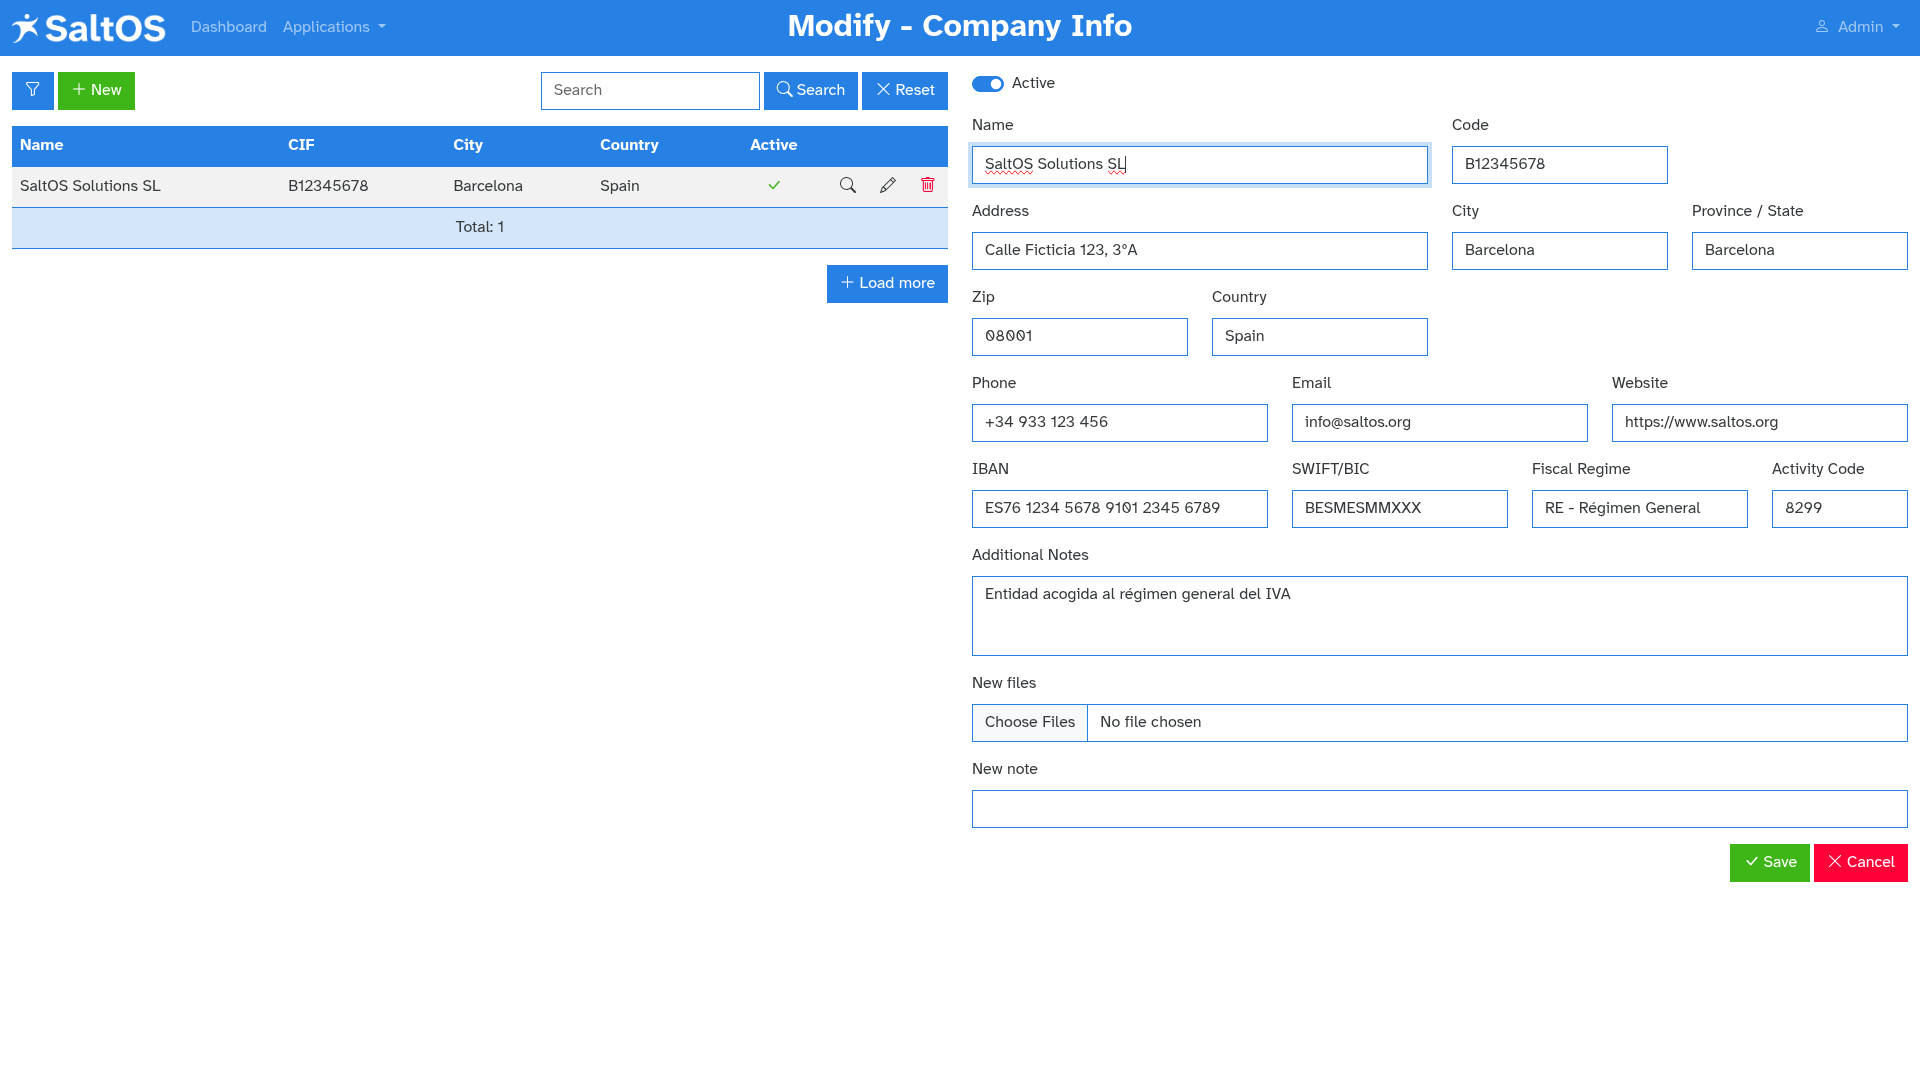 SaltOS Dashboard Applications Modify - Company Info Admin
New Search Search Reset
Name CIF City Country Active
SaltOS Solutions SL B12345678 Barcelona Spain
Total: 1
Load more
Active
Name Code
SaltOS Solutions SL B12345678
Address City Province / State
Calle Ficticia 123, 3ºA Barcelona Barcelona
Zip Country
08001 Spain
Phone Email Website
+34 933 123 456 info@saltos.org https://www.saltos.org
IBAN SWIFT/BIC Fiscal Regime Activity Code
ES76 1234 5678 9101 2345 6789 BESMESMMXXX RE - Régimen General 8299
Additional Notes
Entidad acogida al régimen general del IVA
New files
Choose Files No file chosen
New note
Save Cancel